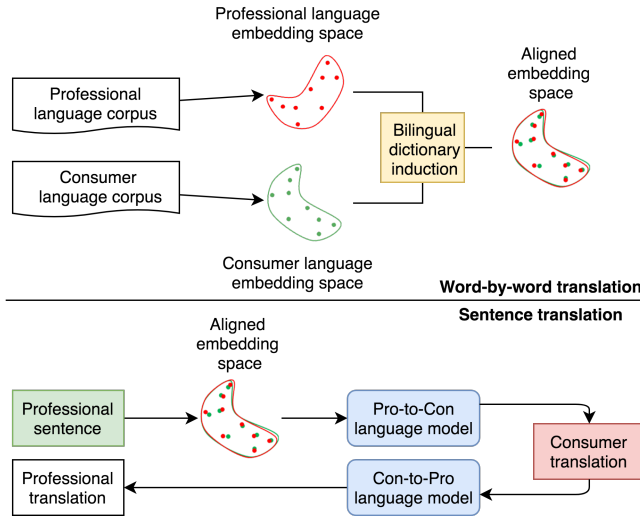 Professional language
embedding space
Aligned
embedding
space
Professional
language corpus
Bilingual
dictionary
induction
Consumer
language corpus
Consumer language
embedding space
Word-by-word translation
Sentence translation
Aligned
embedding
space
Professional
sentence
Pro-to-Con
language model
Consumer
translation
Professional
translation
Con-to-Pro
language model